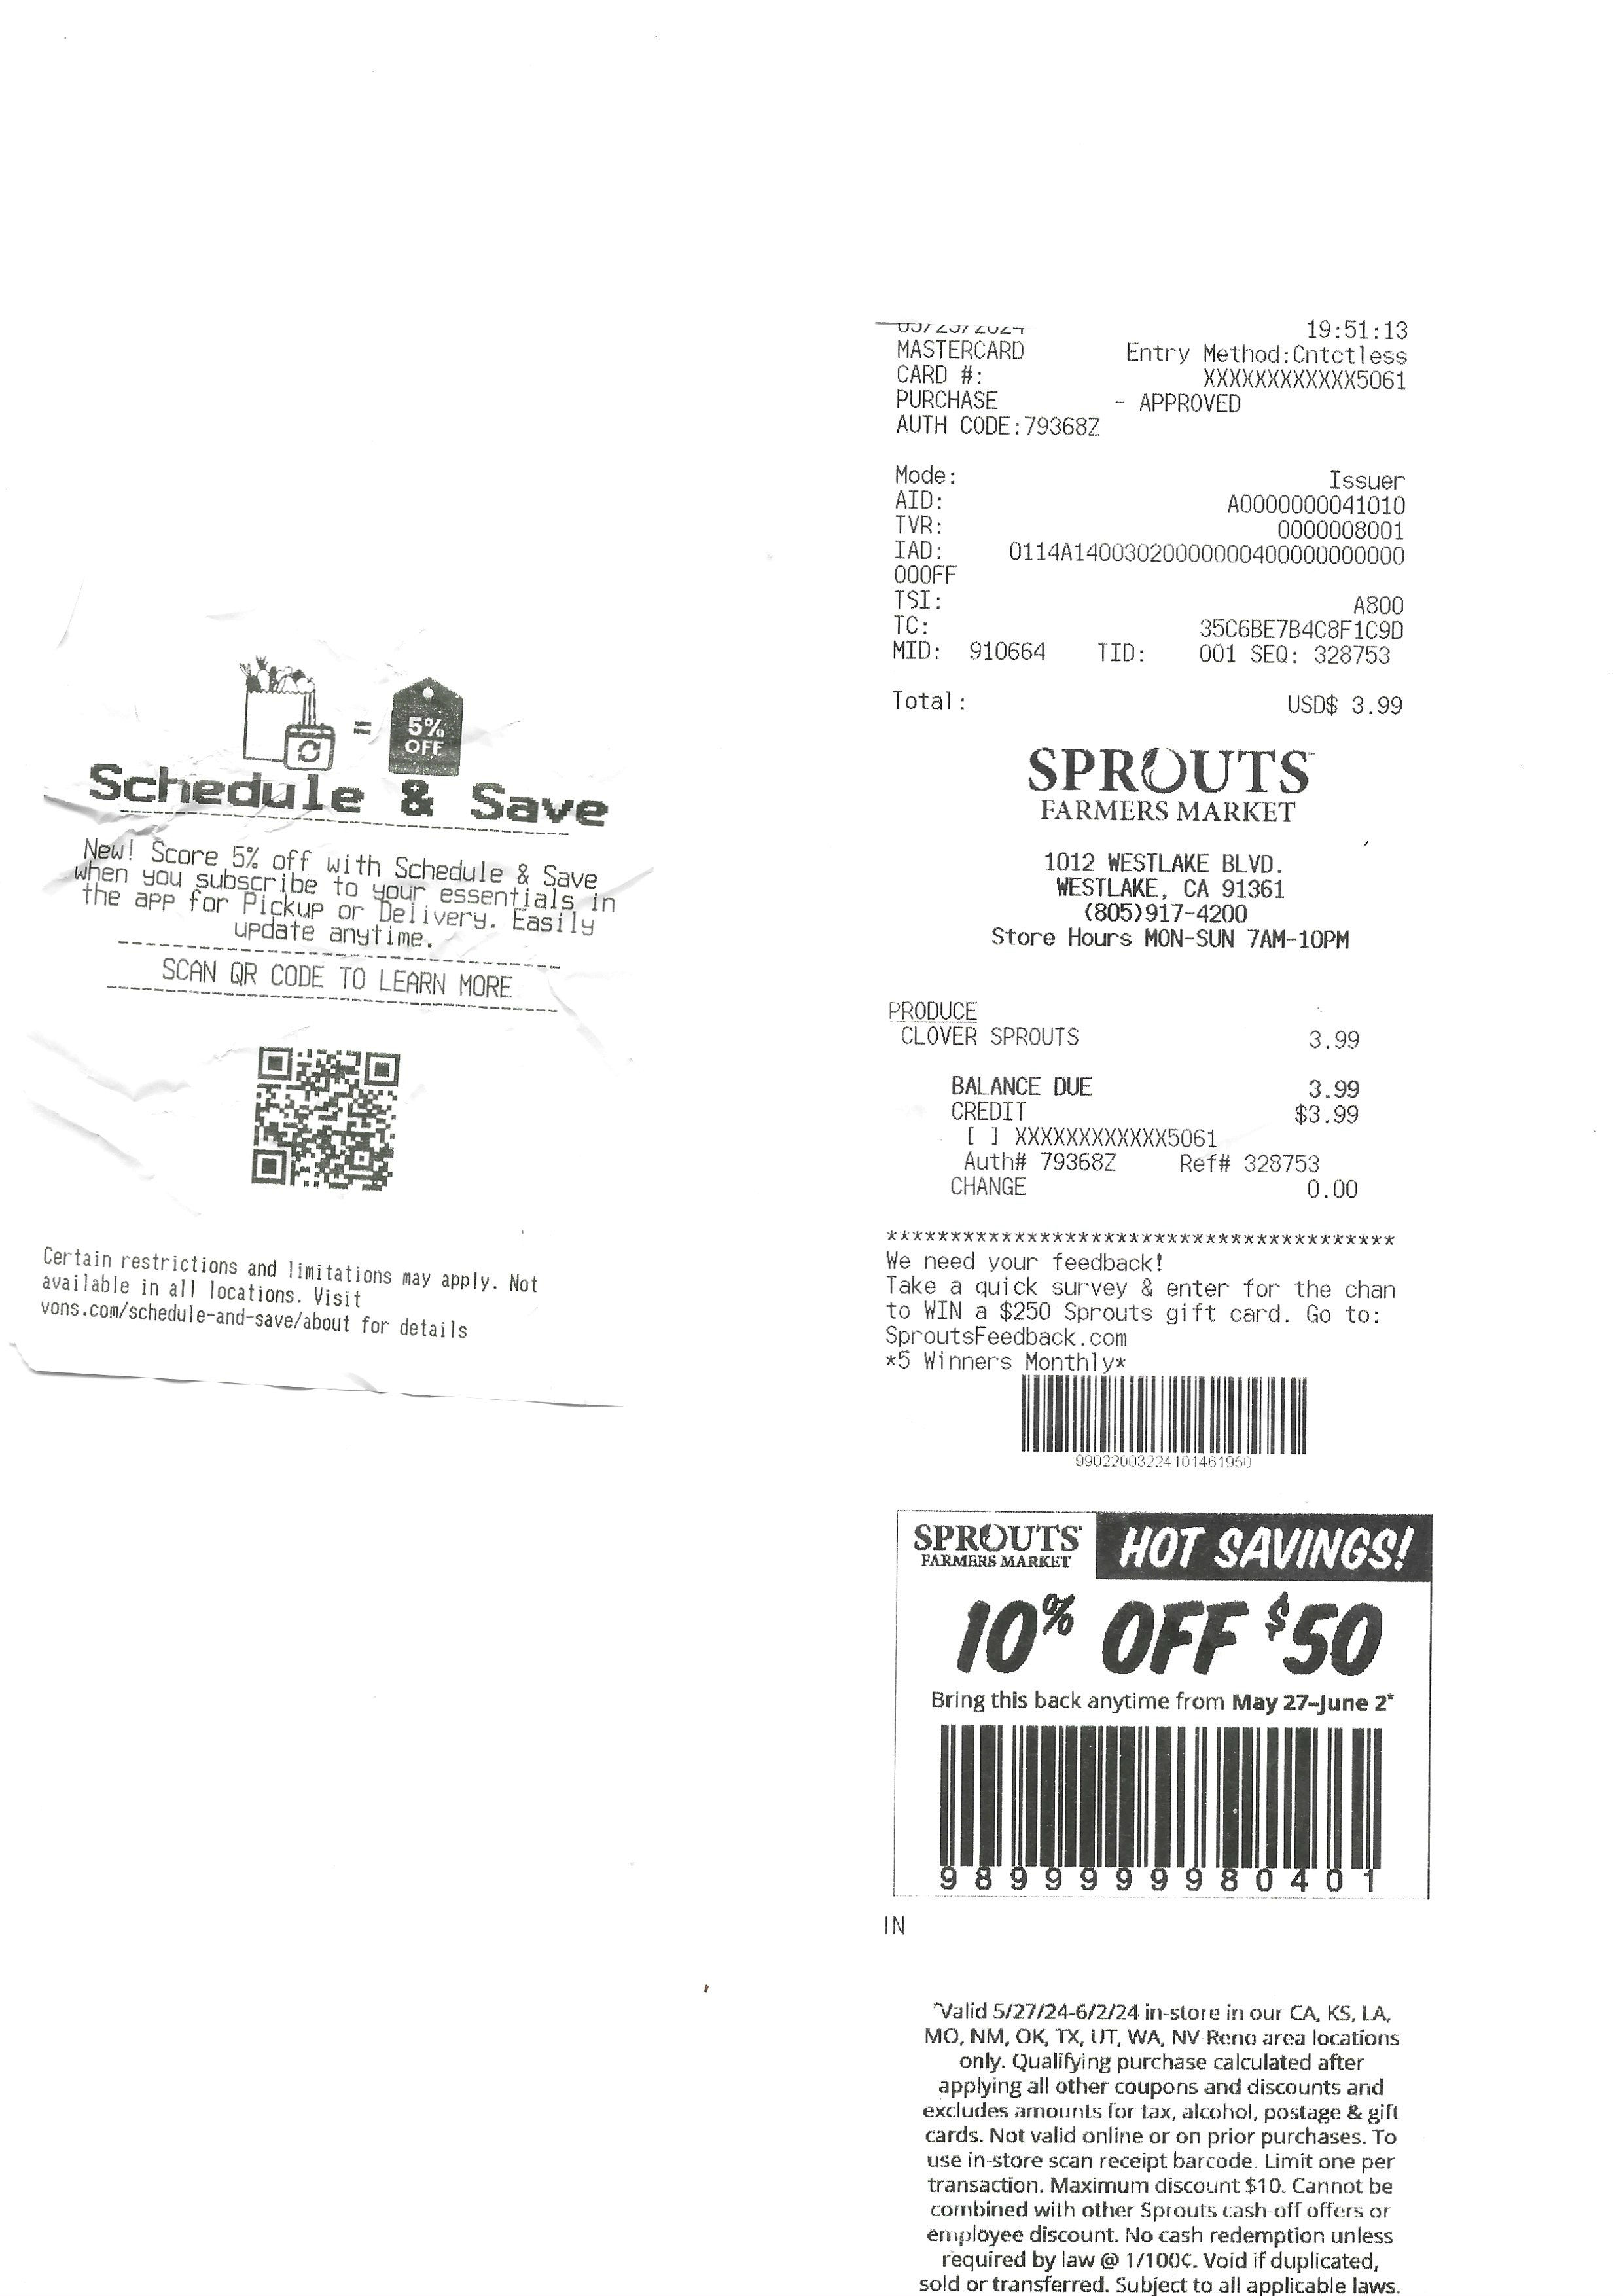 5%
OFF
=
Schedule & Save
New! Score 5% off with Schedule & Save
when you subscribe to your essentials in
the app for Pickup or Delivery. Easily
update anytime.
SCAN QR CODE TO LEARN MORE
Certain restrictions and limitations may apply. Not
available in all locations. Visit
vons.com/schedule-and-save/about for details
19:51:13
MASTERCARD Entry Method:Cntctless
CARD #: XXXXXXXXXXXX5061
PURCHASE - APPROVED
AUTH CODE:79368Z
Mode: Issuer
AID: A0000000041010
TVR: 0000008001
IAD: 0114A14003020000000400000000000
000FF
TSI: A800
TC: 35C6BE7B4C8F1C9D
MID: 910664 TID: 001 SEQ: 328753
Total: USD$ 3.99
SPROUTS
FARMERS MARKET
1012 WESTLAKE BLVD.
WESTLAKE, CA 91361
(805)917-4200
Store Hours MON-SUN 7AM-10PM
PRODUCE
CLOVER SPROUTS 3.99
BALANCE DUE 3.99
CREDIT $3.99
[ ] XXXXXXXXXXXX5061
Auth# 79368Z Ref# 328753
CHANGE 0.00
****************************************
We need your feedback!
Take a quick survey & enter for the chan
to WIN a $250 Sprouts gift card. Go to:
SproutsFeedback.com
*5 Winners Monthly*
99022003224101461950
SPROUTS
FARMERS MARKET
HOT SAVINGS!
10% OFF $50
Bring this back anytime from May 27–June 2*
989999980401
IN
*Valid 5/27/24-6/2/24 in-store in our CA, KS, LA,
MO, NM, OK, TX, UT, WA, NV-Reno area locations
only. Qualifying purchase calculated after
applying all other coupons and discounts and
excludes amounts for tax, alcohol, postage & gift
cards. Not valid online or on prior purchases. To
use in-store scan receipt barcode. Limit one per
transaction. Maximum discount $10. Cannot be
combined with other Sprouts cash-off offers or
employee discount. No cash redemption unless
required by law @ 1/100¢. Void if duplicated,
sold or transferred. Subject to all applicable laws.